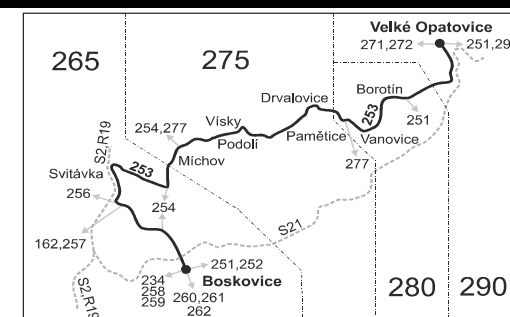 Velké Opatovice
271,272
251,29
265
275
Borotín
Drvalovice
253
251
Vísky
254,277
Podolí
Pamětice
Vanovice
S2,R19
Míchov
277
253
Svitávka
256
254
S21
162,257
251,252
234
258
259
Boskovice
280
290
260,261
262
S2,R19